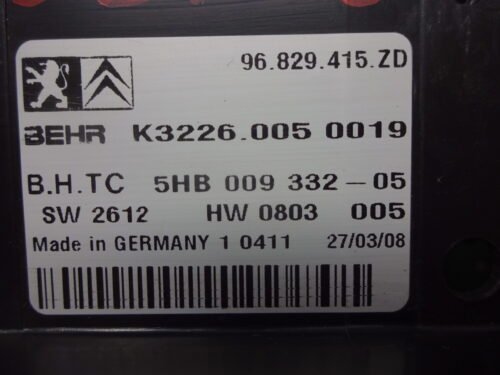 96.829.415.ZD
BEHR K3226.005 0019
B.H.TC 5HB 009 332-05
SW 2612 HW 0803 005
Made in GERMANY 1 0411 27/03/08